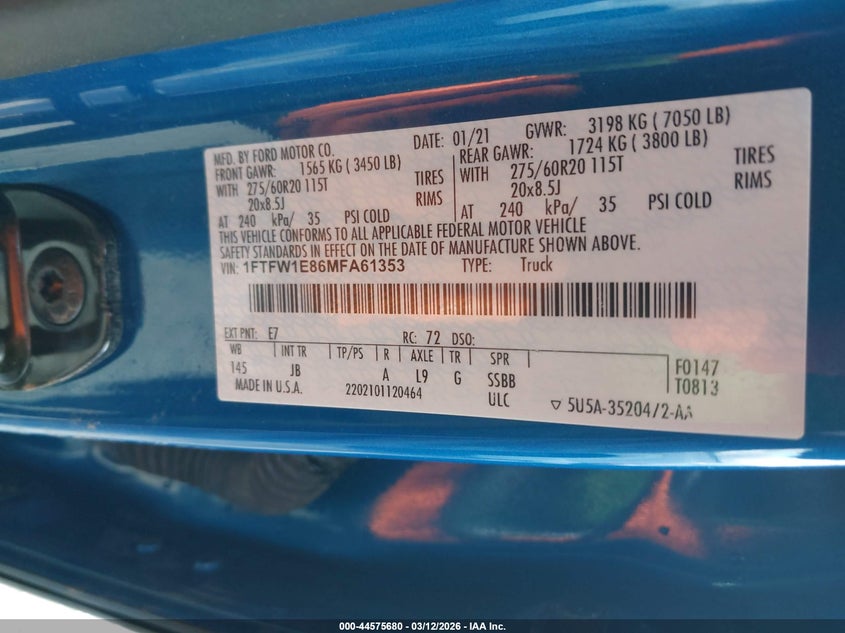 MFD. BY FORD MOTOR CO. DATE: 01/21 GVWR: 3198 KG ( 7050 LB)
FRONT GAWR: 1565 KG ( 3450 LB) REAR GAWR: 1724 KG ( 3800 LB)
WITH 275/60R20 115T TIRES WITH 275/60R20 115T TIRES
20x8.5J RIMS 20x8.5J RIMS
AT 240 kPa/ 35 PSI COLD AT 240 kPa/ 35 PSI COLD
THIS VEHICLE CONFORMS TO ALL APPLICABLE FEDERAL MOTOR VEHICLE
SAFETY STANDARDS IN EFFECT ON THE DATE OF MANUFACTURE SHOWN ABOVE.
VIN: 1FTFW1E86MFA61353 TYPE: Truck
EXT PNT: E7 RC: 72 DSO:
WB INT TR TP/PS R AXLE TR SPR
145 JB A L9 G SSBB
F0147
T0813
MADE IN U.S.A. 2202101120464 ULC
5U5A-35204/2-AA
000-44575680 - 03/12/2026 - IAA Inc.